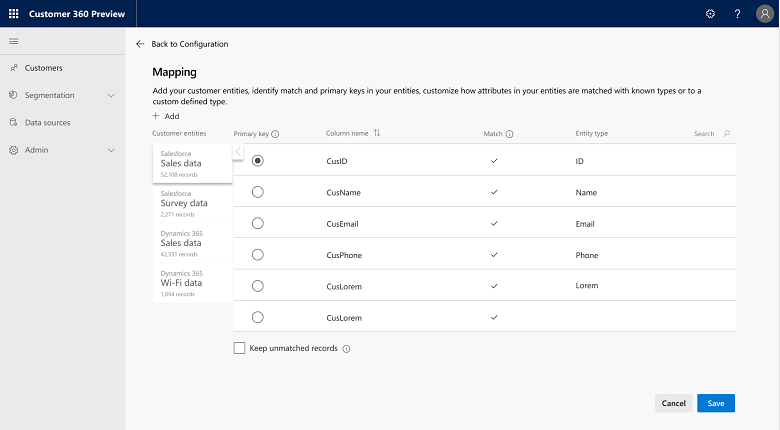 Customer 360 Preview
?
Back to Configuration
Customers
Segmentation
Data sources
Admin
Mapping
Add your customer entities, identify match and primary keys in your entities, customize how attributes in your entities are matched with known types or to a
custom defined type.
Add
Customer entities
Primary key
Column name
Match
Entity type
Search
Salesforce
Sales data
52,108 records
Salesforce
Survey data
2,271 records
Dynamics 365
Sales data
42,551 records
Dynamics 365
Wi-Fi data
1,054 records
CusID
ID
CusName
Name
CusEmail
Email
CusPhone
Phone
CusLorem
Lorem
CusLorem
Keep unmatched records
Cancel
Save